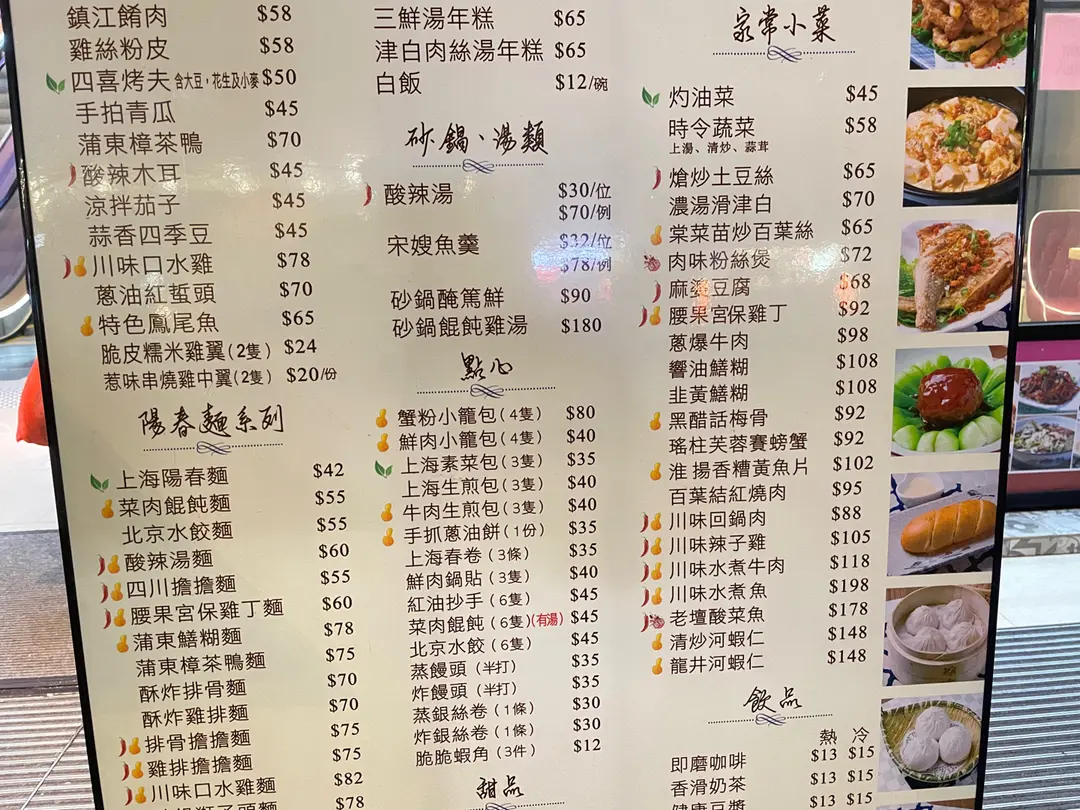 鎮江餚肉 $58
雞絲粉皮 $58
四喜烤夫 含大豆，花生及小麥 $50
手拍青瓜 $45
蒲東樟茶鴨 $70
酸辣木耳 $45
涼拌茄子 $45
蒜香四季豆 $45
川味口水雞 $78
蔥油紅蜇頭 $70
特色鳳尾魚 $65
脆皮糯米雞翼(2隻) $24
惹味串燒雞中翼(2隻) $20/份
陽春麵系列
上海陽春麵 $42
菜肉餛飩麵 $55
北京水餃麵 $55
酸辣湯麵 $60
四川擔擔麵 $55
腰果宮保雞丁麵 $60
蒲東鱔糊麵 $78
蒲東樟茶鴨麵 $75
酥炸排骨麵 $70
酥炸雞排麵 $70
排骨擔擔麵 $75
雞排擔擔麵 $75
川味口水雞麵 $82
$78
三鮮湯年糕 $65
津白肉絲湯年糕 $65
白飯 $12/碗
砂鍋、湯類
酸辣湯 $30/位
$70/例
宋嫂魚羹 $32/位
$78/例
砂鍋醃篤鮮 $90
砂鍋餛飩雞湯 $180
點心
蟹粉小籠包(4隻) $80
鮮肉小籠包(4隻) $40
上海素菜包(3隻) $35
上海生煎包(3隻) $40
牛肉生煎包(3隻) $40
手抓蔥油餅(1份) $35
上海春卷(3條) $35
鮮肉鍋貼(3隻) $40
紅油抄手(6隻) $45
菜肉餛飩(6隻)(有湯) $45
北京水餃(6隻) $45
蒸饅頭(半打) $35
炸饅頭(半打) $35
蒸銀絲卷(1條) $30
炸銀絲卷(1條) $30
脆脆蝦角(3件) $12
甜品
家常小菜
灼油菜 $45
時令蔬菜 $58
上湯、清炒、蒜茸
熗炒土豆絲 $65
濃湯滑津白 $70
棠菜苗炒百葉絲 $65
肉味粉絲煲 $72
麻婆豆腐 $68
腰果宮保雞丁 $92
蔥爆牛肉 $98
響油鱔糊 $108
韭黃鱔糊 $108
黑醋話梅骨 $92
瑤柱芙蓉賽螃蟹 $92
淮揚香糟黃魚片 $102
百葉結紅燒肉 $95
川味回鍋肉 $88
川味辣子雞 $105
川味水煮牛肉 $118
川味水煮魚 $198
老壇酸菜魚 $178
清炒河蝦仁 $148
龍井河蝦仁 $148
飲品
熱 冷
即磨咖啡 $13 $15
香滑奶茶 $13 $15
健康豆漿 $13 $15